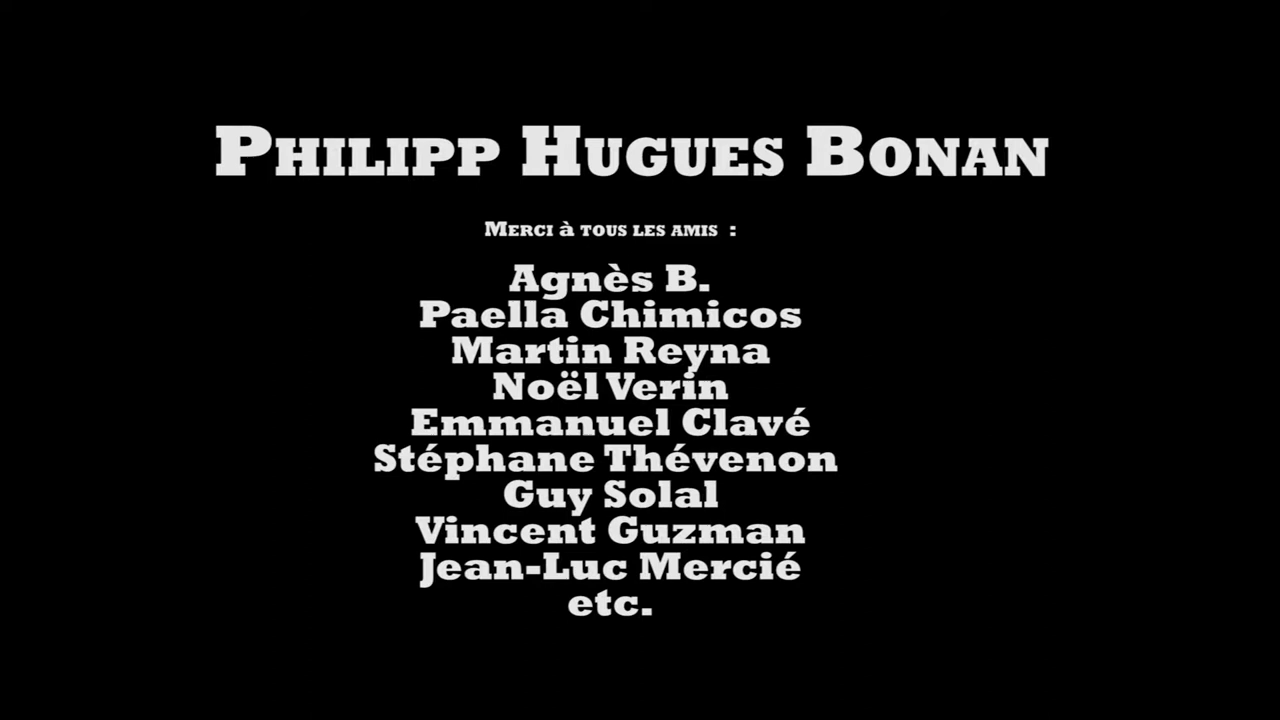 Philipp Hugues Bonan
Merci à tous les amis :
Agnès B.
Paella Chimicos
Martin Reyna
Noël Verin
Emmanuel Clavé
Stéphane Thévenon
Guy Solal
Vincent Guzman
Jean-Luc Mercié
etc.